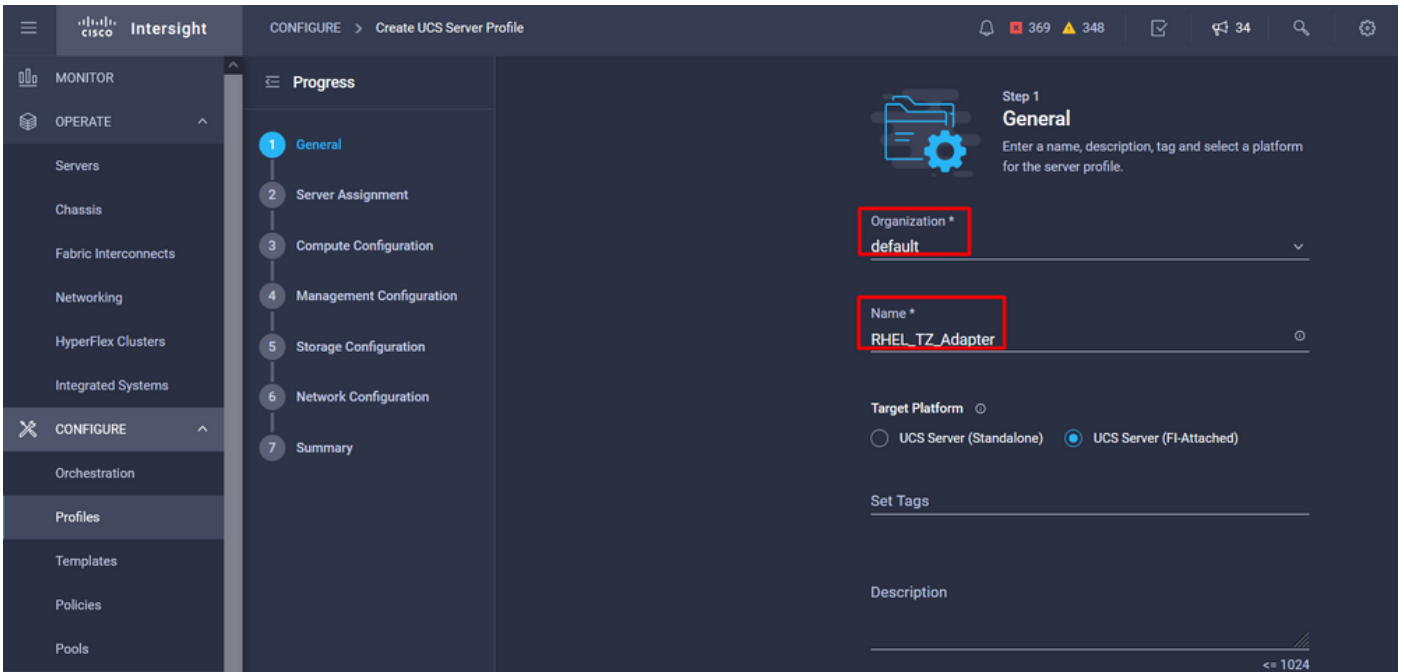 cisco Intersight
CONFIGURE > Create UCS Server Profile
369 348
34
MONITOR
OPERATE
Servers
Chassis
Fabric Interconnects
Networking
HyperFlex Clusters
Integrated Systems
CONFIGURE
Orchestration
Profiles
Templates
Policies
Pools
Progress
1 General
2 Server Assignment
3 Compute Configuration
4 Management Configuration
5 Storage Configuration
6 Network Configuration
7 Summary
Step 1
General
Enter a name, description, tag and select a platform
for the server profile.
Organization *
default
Name *
RHEL_TZ_Adapter
Target Platform
UCS Server (Standalone) UCS Server (FI-Attached)
Set Tags
Description
<= 1024